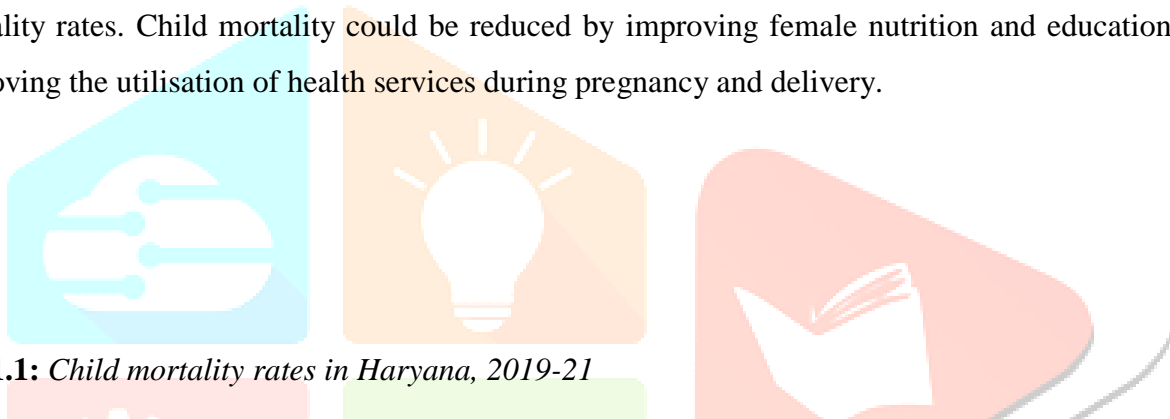 ality rates. Child mortality could be reduced by improving female nutrition and education
oving the utilisation of health services during pregnancy and delivery.
.1: Child mortality rates in Haryana, 2019-21